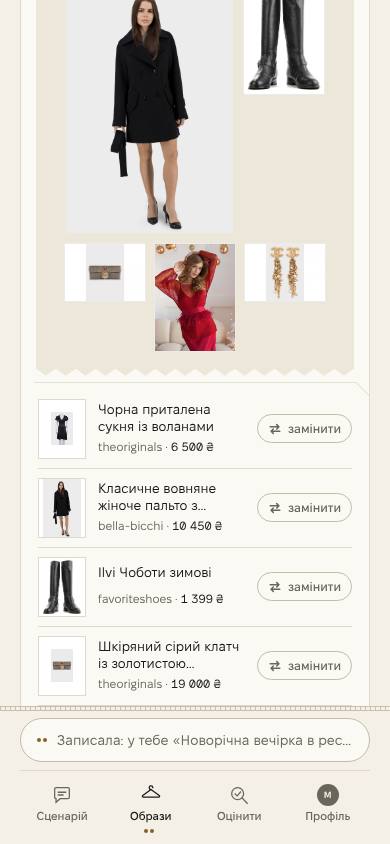 Чорна приталена
сукня із воланами
theoriginals · 6 500 ₴
замінити
Класичне вовняне
жіноче пальто з...
bella-bicchi · 10 450 ₴
замінити
Ilvi Чоботи зимові
favoriteshoes · 1 399 ₴
замінити
Шкіряний сірий клатч
із золотистою...
theoriginals · 19 000 ₴
замінити
Записала: у тебе «Новорічна вечірка в рес...
Сценарій
Образи
Оцінити
М
Профіль